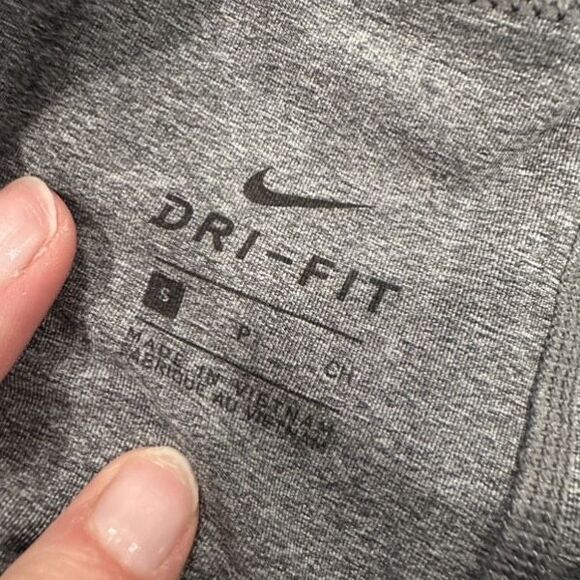 DRI-FIT
S P CH
MADE IN VIETNAM
FABRIQUÉ AU VIETNAM